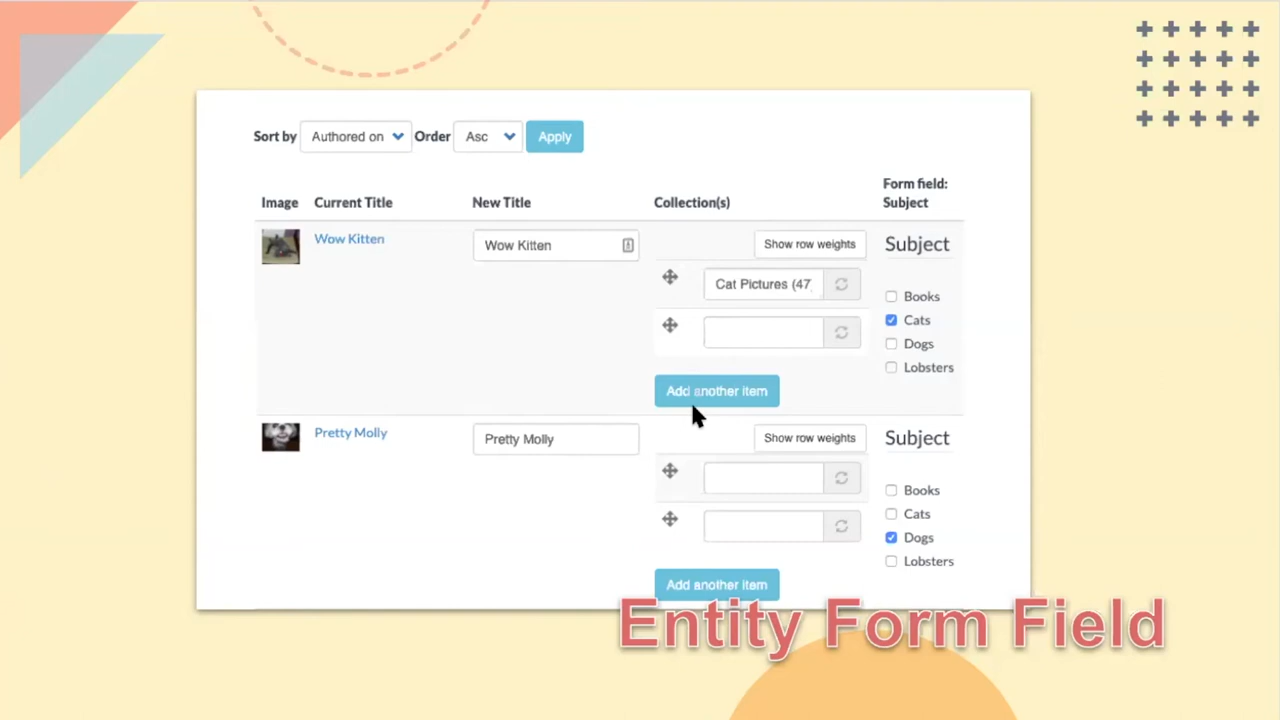 Sort by Authored on Order Asc Apply
Form field:
Image Current Title New Title Collection(s) Subject
Wow Kitten Wow Kitten Show row weights Subject
Cat Pictures (47
Books
Cats
Dogs
Lobsters
Add another item
Pretty Molly Pretty Molly Show row weights Subject
Books
Cats
Dogs
Lobsters
Add another item
Entity Form Field